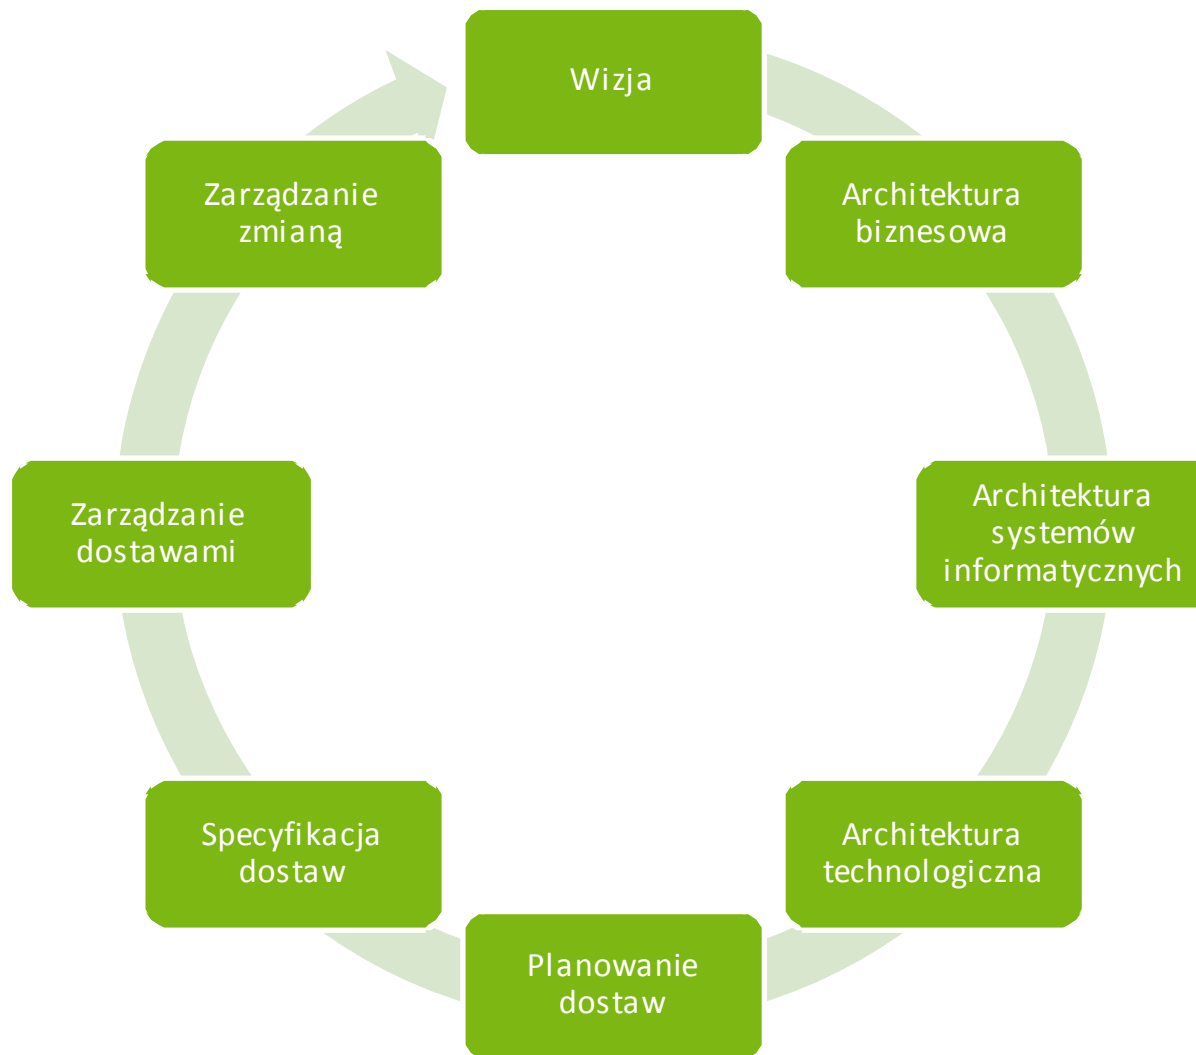 Wizja
Architektura
biznesowa
Architektura
systemów
informatycznych
Architektura
technologiczna
Planowanie
dostaw
Specyfikacja
dostaw
Zarządzanie
dostawami
Zarządzanie
zmianą